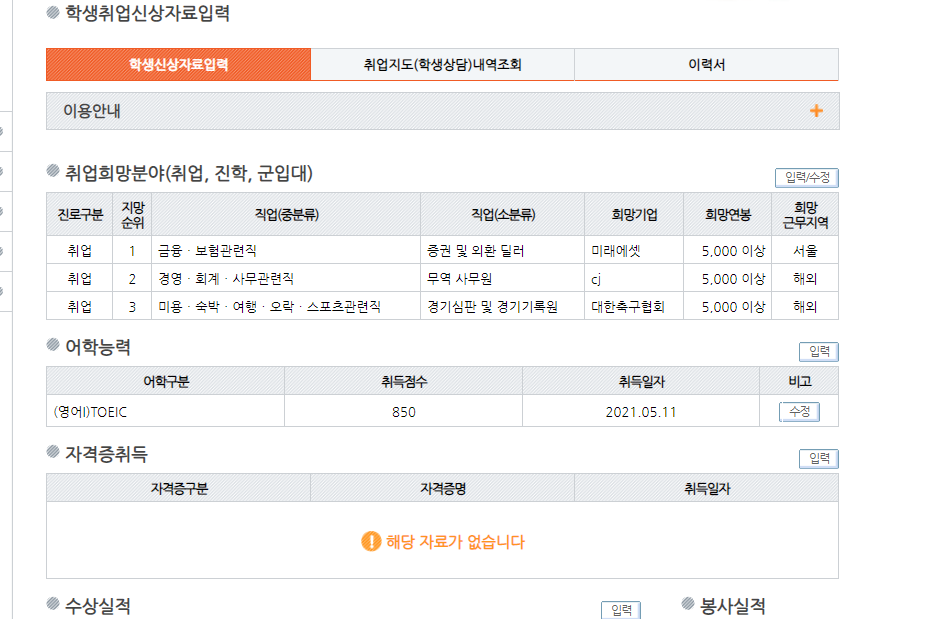 학생취업신상자료입력
학생신상자료입력 취업지도(학생상담)내역조회 이력서
이용안내 +
취업희망분야(취업, 진학, 군입대) 입력/수정
진로구분 지망순위 직업(중분류) 직업(소분류) 희망기업 희망연봉 희망근무지역
취업 1 금융 · 보험관련직 증권 및 외환 딜러 미래에셋 5,000 이상 서울
취업 2 경영 · 회계 · 사무관련직 무역 사무원 cj 5,000 이상 해외
취업 3 미용 · 숙박 · 여행 · 오락 · 스포츠관련직 경기심판 및 경기기록원 대한축구협회 5,000 이상 해외
어학능력 입력
어학구분 취득점수 취득일자 비고
(영어)TOEIC 850 2021.05.11 수정
자격증취득 입력
자격증구분 자격증명 취득일자
해당 자료가 없습니다
수상실적 입력 봉사실적